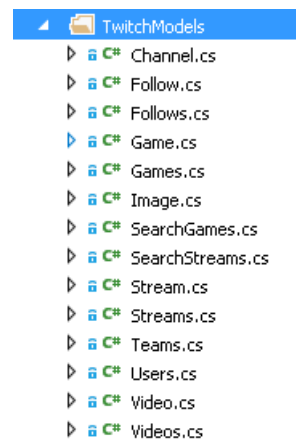 TwitchModels
C# Channel.cs
C# Follow.cs
C# Follows.cs
C# Game.cs
C# Games.cs
C# Image.cs
C# SearchGames.cs
C# SearchStreams.cs
C# Stream.cs
C# Streams.cs
C# Teams.cs
C# Users.cs
C# Video.cs
C# Videos.cs